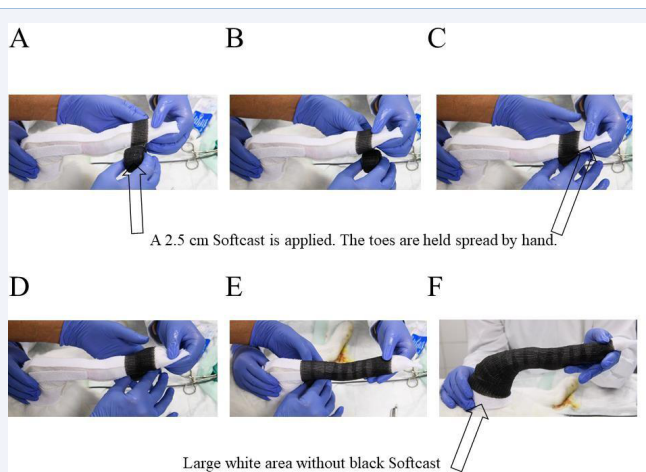 A
B
C
A 2.5 cm Softcast is applied. The toes are held spread by hand.
D
E
F
Large white area without black Softcast